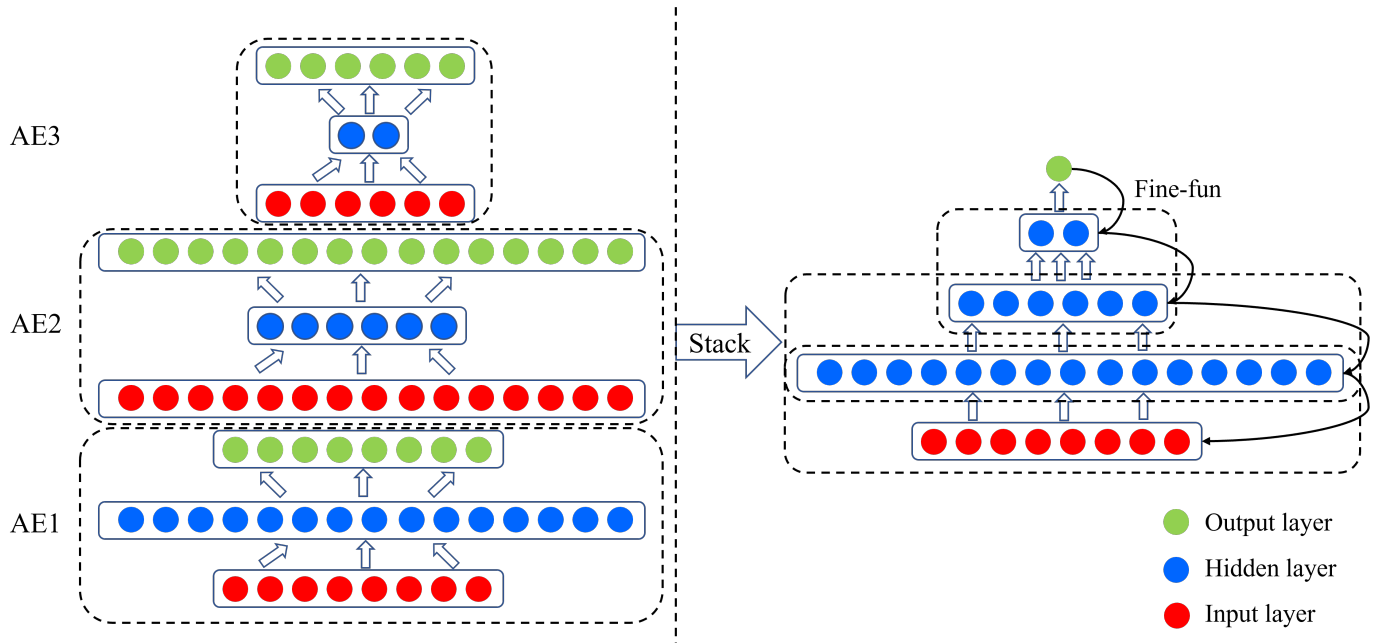 AE3
AE2
AE1
Stack
Fine-fun
Output layer
Hidden layer
Input layer